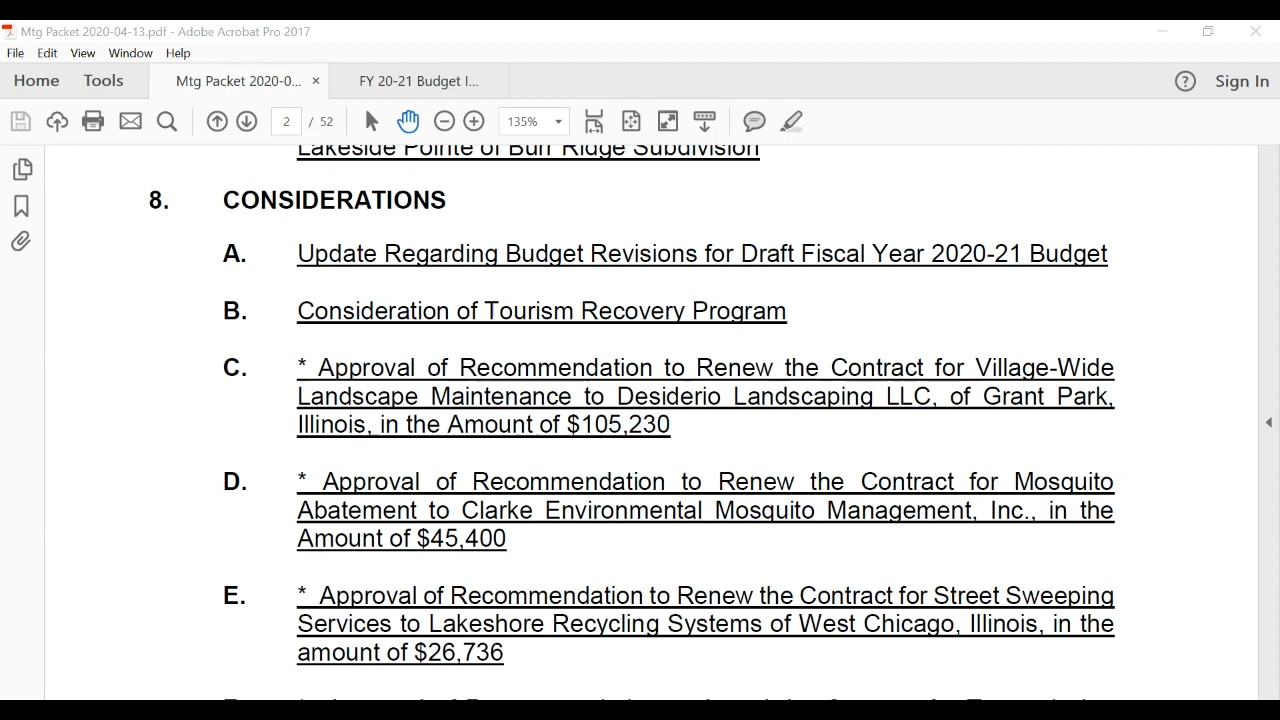 Mtg Packet 2020-04-13.pdf - Adobe Acrobat Pro 2017
File Edit View Window Help
Home Tools Mtg Packet 2020-0... × FY 20-21 Budget I... ? Sign In
2 / 52 135%
Lakeside Pointe of Burr Ridge Subdivision
8. CONSIDERATIONS
A. Update Regarding Budget Revisions for Draft Fiscal Year 2020-21 Budget
B. Consideration of Tourism Recovery Program
C. * Approval of Recommendation to Renew the Contract for Village-Wide
Landscape Maintenance to Desiderio Landscaping LLC, of Grant Park,
Illinois, in the Amount of $105,230
D. * Approval of Recommendation to Renew the Contract for Mosquito
Abatement to Clarke Environmental Mosquito Management, Inc., in the
Amount of $45,400
E. * Approval of Recommendation to Renew the Contract for Street Sweeping
Services to Lakeshore Recycling Systems of West Chicago, Illinois, in the
amount of $26,736